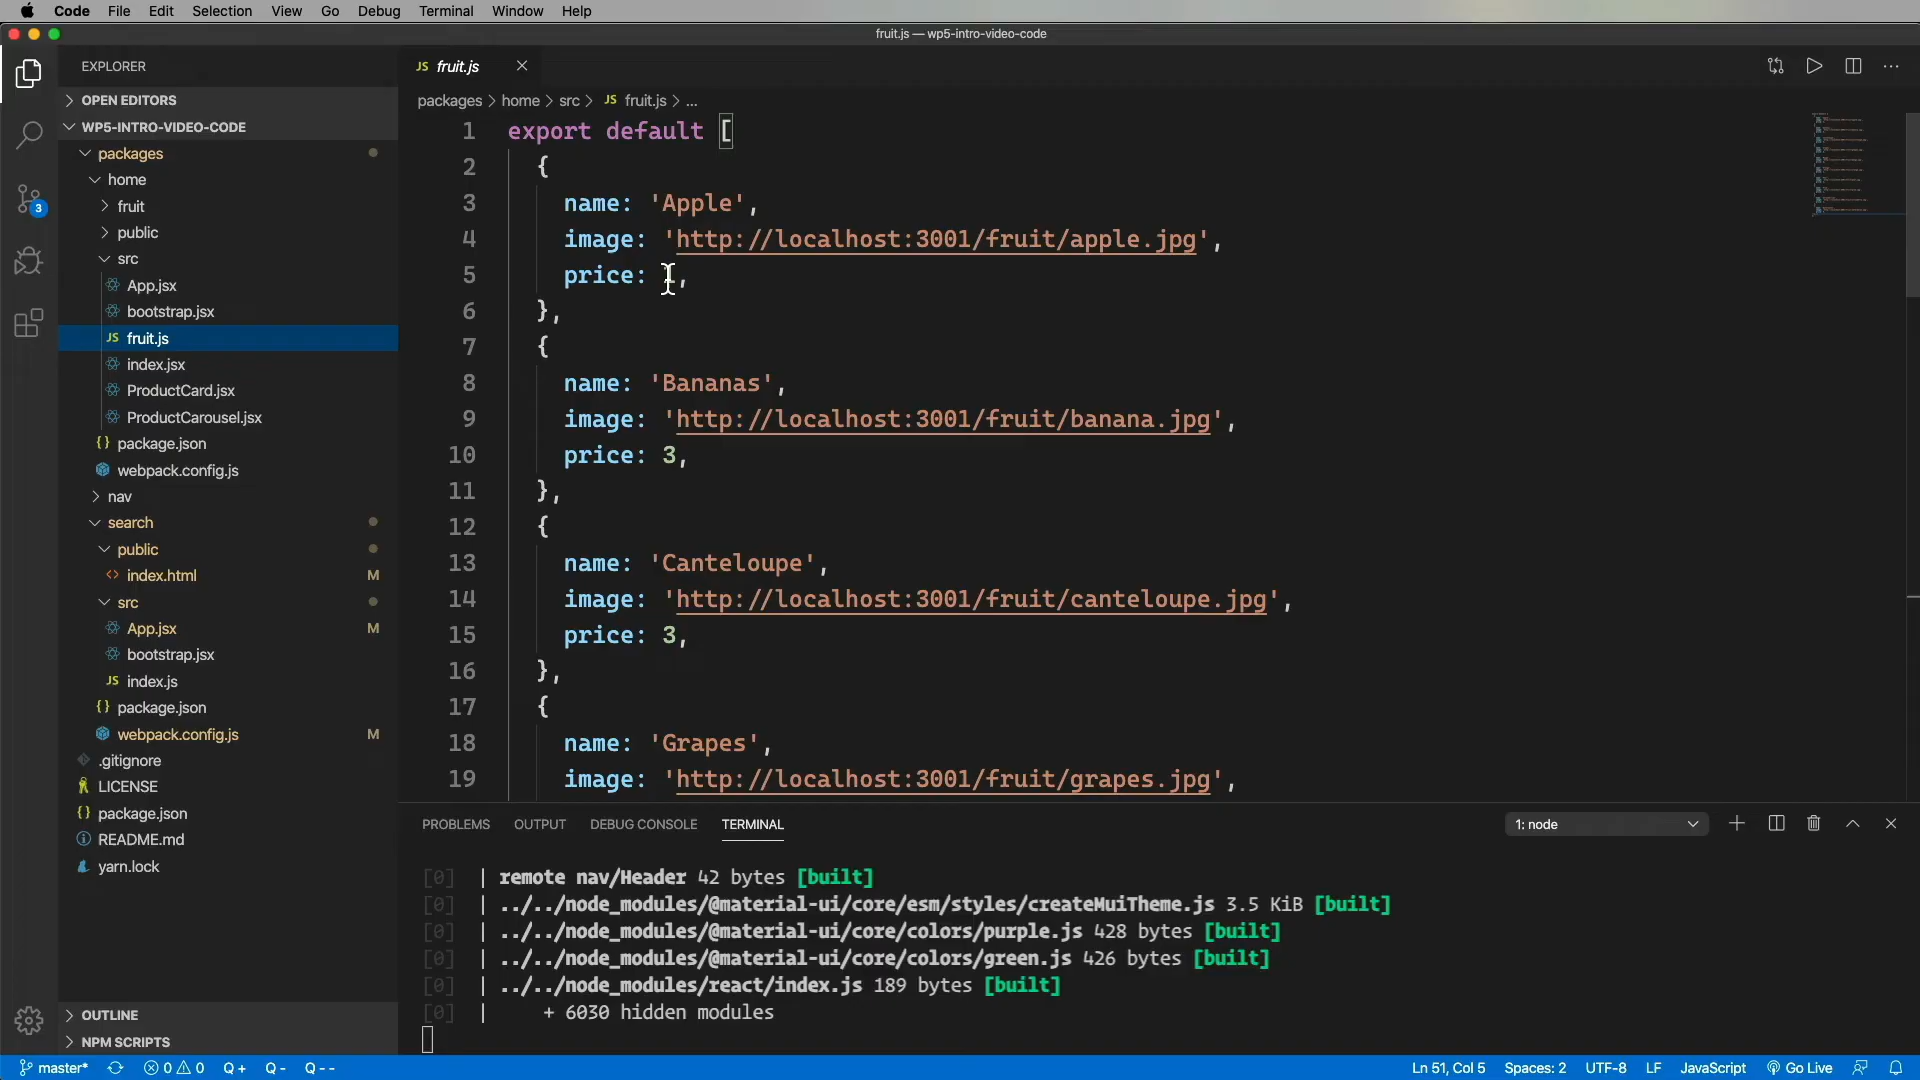 Code File Edit Selection View Go Debug Terminal Window Help
fruit.js — wp5-intro-video-code
EXPLORER
OPEN EDITORS
WP5-INTRO-VIDEO-CODE
packages
home
fruit
public
src
App.jsx
bootstrap.jsx
JS fruit.js
index.jsx
ProductCard.jsx
ProductCarousel.jsx
{} package.json
webpack.config.js
nav
search
public
<> index.html M
src
App.jsx M
bootstrap.jsx
JS index.js
{} package.json
webpack.config.js M
.gitignore
LICENSE
{} package.json
README.md
yarn.lock
OUTLINE
NPM SCRIPTS
3
JS fruit.js
packages > home > src > JS fruit.js > ...
1 export default [
2 {
3 name: 'Apple',
4 image: 'http://localhost:3001/fruit/apple.jpg',
5 price: ,
6 },
7 {
8 name: 'Bananas',
9 image: 'http://localhost:3001/fruit/banana.jpg',
10 price: 3,
11 },
12 {
13 name: 'Canteloupe',
14 image: 'http://localhost:3001/fruit/canteloupe.jpg',
15 price: 3,
16 },
17 {
18 name: 'Grapes',
19 image: 'http://localhost:3001/fruit/grapes.jpg',
PROBLEMS OUTPUT DEBUG CONSOLE TERMINAL 1: node
[0] | remote nav/Header 42 bytes [built]
[0] | ../../node_modules/@material-ui/core/esm/styles/createMuiTheme.js 3.5 KiB [built]
[0] | ../../node_modules/@material-ui/core/colors/purple.js 428 bytes [built]
[0] | ../../node_modules/@material-ui/core/colors/green.js 426 bytes [built]
[0] | ../../node_modules/react/index.js 189 bytes [built]
[0] | + 6030 hidden modules
master* 0 0 Q + Q - Q - - Ln 51, Col 5 Spaces: 2 UTF-8 LF JavaScript Go Live